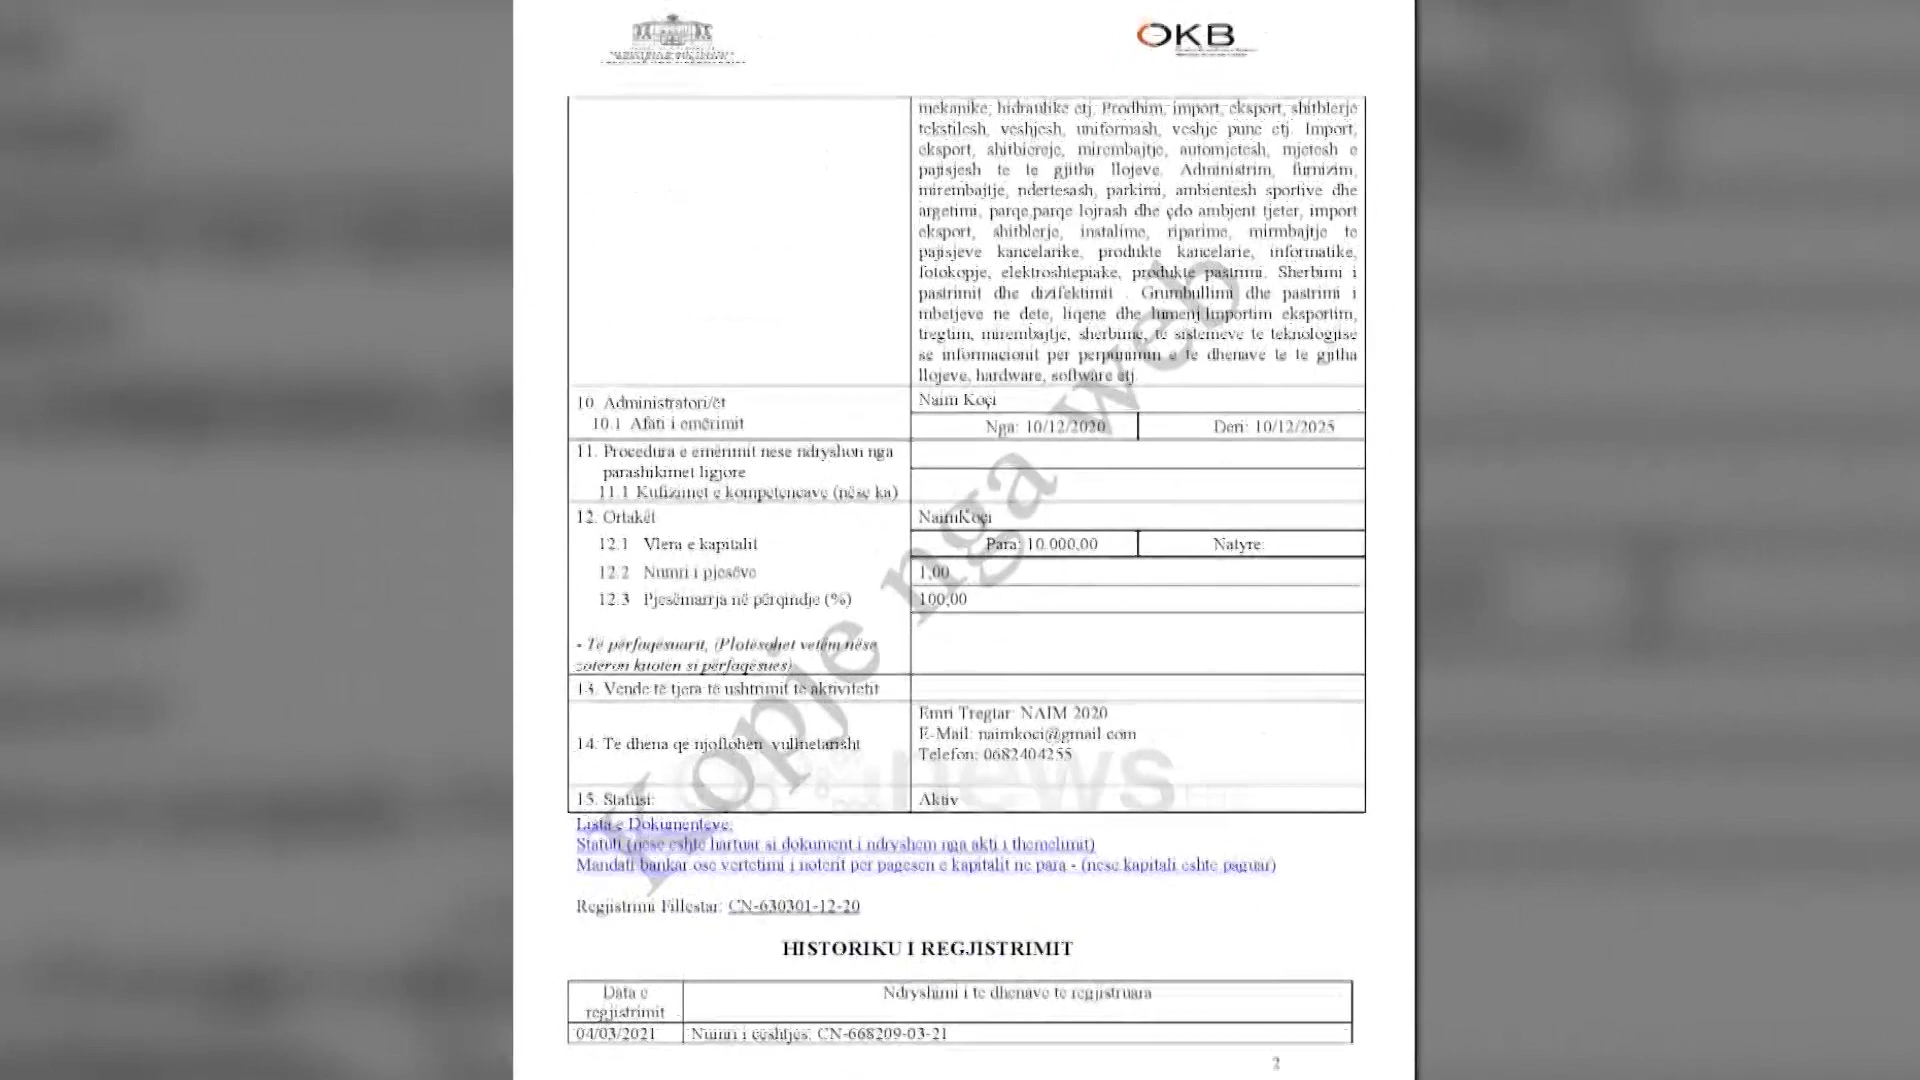 QKB
mekanike, hidraulike etj. Prodhim, import, eksport, shitblerje
tekstilesh, veshjesh, uniformash, veshje pune etj. Import,
eksport, shitblereje, mirembajtje, automjetesh, mjetesh e
pajisjesh te te gjitha llojeve. Administrim, furnizim,
mirembajtje, ndertesash, parkimi, ambientesh sportive dhe
argetimi, parqe,parqe lojrash dhe çdo ambjent tjeter, import
eksport, shitblerje, instalime, riparime, mirmbajtje te
pajisjeve kancelarike, produkte kancelarie, informatike,
fotokopje, elektroshtepiake, produkte pastrimi. Sherbimi i
pastrimit dhe dizifektimit . Grumbullimi dhe pastrimi i
mbetjeve ne dete, liqene dhe lumenj Importim eksportim,
tregtim, mirembajtje, sherbime, te sistemeve te teknologjise
se informacionit per perpunimin e te dhenave te te gjitha
llojeve, hardware, software etj.
10. Administratori/ët
Naim Koçi
10.1 Afati i emërimit
Nga: 10/12/2020
Deri: 10/12/2025
11. Procedura e emërimit nese ndryshon nga
parashikimet ligjore
11.1 Kufizimet e kompetencave (nëse ka)
12. Ortakët
NaimKoçi
12.1 Vlera e kapitalit
Para: 10.000,00
Natyre:
12.2 Numri i pjesëve
1,00
12.3 Pjesëmarrja në përqindje (%)
100,00
- Të përfaqësuarit, (Plotësohet vetëm nëse
zoteron kuoten si përfaqësues)
13. Vende të tjera të ushtrimit të aktivitetit
14. Te dhena që njoftohen vullnetarisht
Emri Tregtar: NAIM 2020
E-Mail: naimkoci@gmail.com
Telefon: 0682404255
15. Statusi:
Aktiv
Lista e Dokumenteve:
Statuti (nese eshte hartuar si dokument i ndryshem nga akti i themelimit)
Mandati bankar ose vertetimi i noterit per pagesen e kapitalit ne para - (nese kapitali eshte paguar)
Regjistrimi Fillestar: CN-630301-12-20
HISTORIKU I REGJISTRIMIT
Data e
regjistrimit
Ndryshimi i te dhenave te regjistruara
04/03/2021
Numri i çështjes: CN-668209-03-21
2
Kopje nga web
news